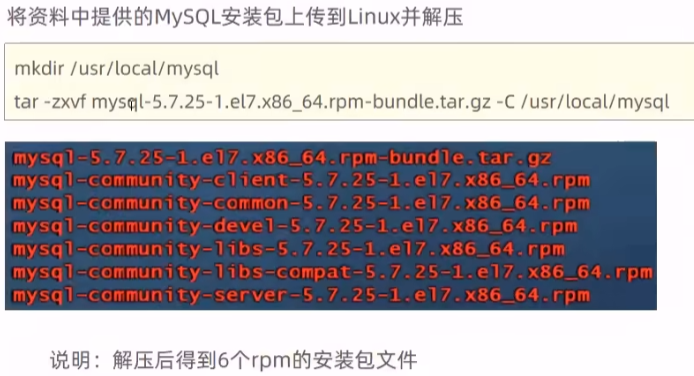 将资料中提供的MySQL安装包上传到Linux并解压
mkdir /usr/local/mysql
tar -zxvf mysql-5.7.25-1.el7.x86_64.rpm-bundle.tar.gz -C /usr/local/mysql
mysql-5.7.25-1.el7.x86_64.rpm-bundle.tar.gz
mysql-community-client-5.7.25-1.el7.x86_64.rpm
mysql-community-common-5.7.25-1.el7.x86_64.rpm
mysql-community-devel-5.7.25-1.el7.x86_64.rpm
mysql-community-libs-5.7.25-1.el7.x86_64.rpm
mysql-community-libs-compat-5.7.25-1.el7.x86_64.rpm
mysql-community-server-5.7.25-1.el7.x86_64.rpm
说明：解压后得到6个rpm的安装包文件